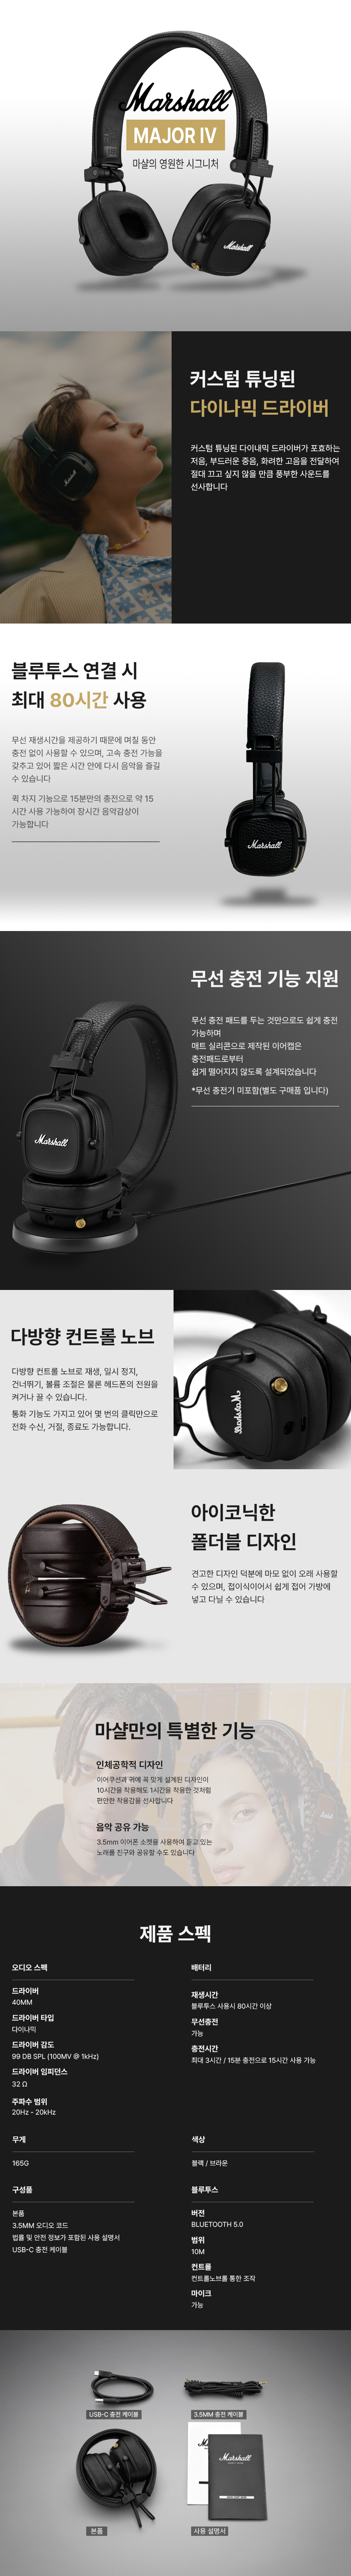 Marshall
MAJOR IV
마샬의 영원한 시그니처
Marshall
커스텀 튜닝된
다이나믹 드라이버
커스텀 튜닝된 다이내믹 드라이버가 포효하는
저음, 부드러운 중음, 화려한 고음을 전달하여
절대 끄고 싶지 않을 만큼 풍부한 사운드를
선사합니다
블루투스 연결 시
최대 80시간 사용
무선 재생시간을 제공하기 때문에 며칠 동안
충전 없이 사용할 수 있으며, 고속 충전 기능을
갖추고 있어 짧은 시간 안에 다시 음악을 즐길
수 있습니다
퀵 차지 기능으로 15분만의 충전으로 약 15
시간 사용 가능하여 장시간 음악감상이
가능합니다
Marshall
무선 충전 기능 지원
무선 충전 패드를 두는 것만으로도 쉽게 충전
가능하며
매트 실리콘으로 제작된 이어캡은
충전패드로부터
쉽게 떨어지지 않도록 설계되었습니다
*무선 충전기 미포함(별도 구매품 입니다)
Marshall
다방향 컨트롤 노브
다방향 컨트롤 노브로 재생, 일시 정지,
건너뛰기, 볼륨 조절은 물론 헤드폰의 전원을
켜거나 끌 수 있습니다.
통화 기능도 가지고 있어 몇 번의 클릭만으로
전화 수신, 거절, 종료도 가능합니다.
Marshall
아이코닉한
폴더블 디자인
견고한 디자인 덕분에 마모 없이 오래 사용할
수 있으며, 접이식이어서 쉽게 접어 가방에
넣고 다닐 수 있습니다
마샬만의 특별한 기능
인체공학적 디자인
이어쿠션과 귀에 꼭 맞게 설계된 디자인이
10시간을 착용해도 1시간을 착용한 것처럼
편안한 착용감을 선사합니다
음악 공유 가능
3.5mm 이어폰 소켓을 사용하여 듣고 있는
노래를 친구와 공유할 수도 있습니다
제품 스펙
오디오 스펙
드라이버
40MM
드라이버 타입
다이나믹
드라이버 감도
99 DB SPL (100MV @ 1kHz)
드라이버 임피던스
32 Ω
주파수 범위
20Hz - 20kHz
배터리
재생시간
블루투스 사용시 80시간 이상
무선충전
가능
충전시간
최대 3시간 / 15분 충전으로 15시간 사용 가능
무게
165G
색상
블랙 / 브라운
구성품
본품
3.5MM 오디오 코드
법률 및 안전 정보가 포함된 사용 설명서
USB-C 충전 케이블
블루투스
버전
BLUETOOTH 5.0
범위
10M
컨트롤
컨트롤노브를 통한 조작
마이크
가능
USB-C 충전 케이블
3.5MM 충전 케이블
Marshall
본품
사용 설명서